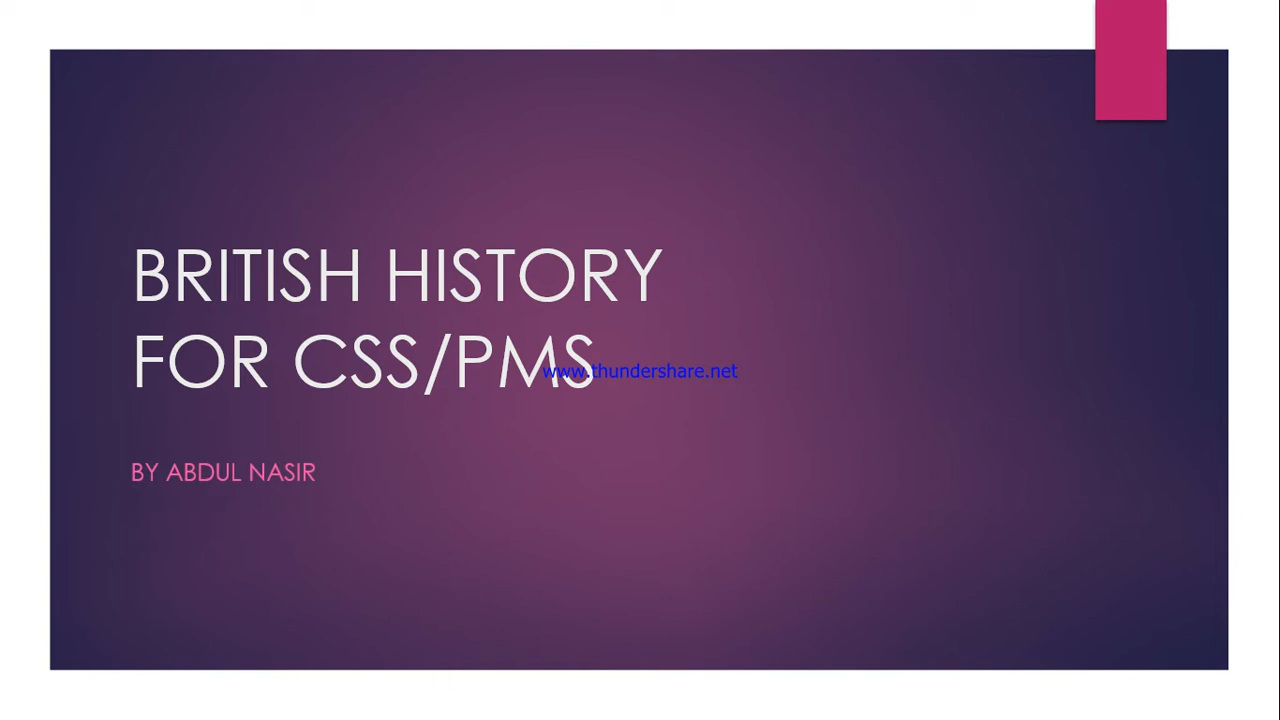 BRITISH HISTORY
FOR CSS/PMS
www.thundershare.net
BY ABDUL NASIR